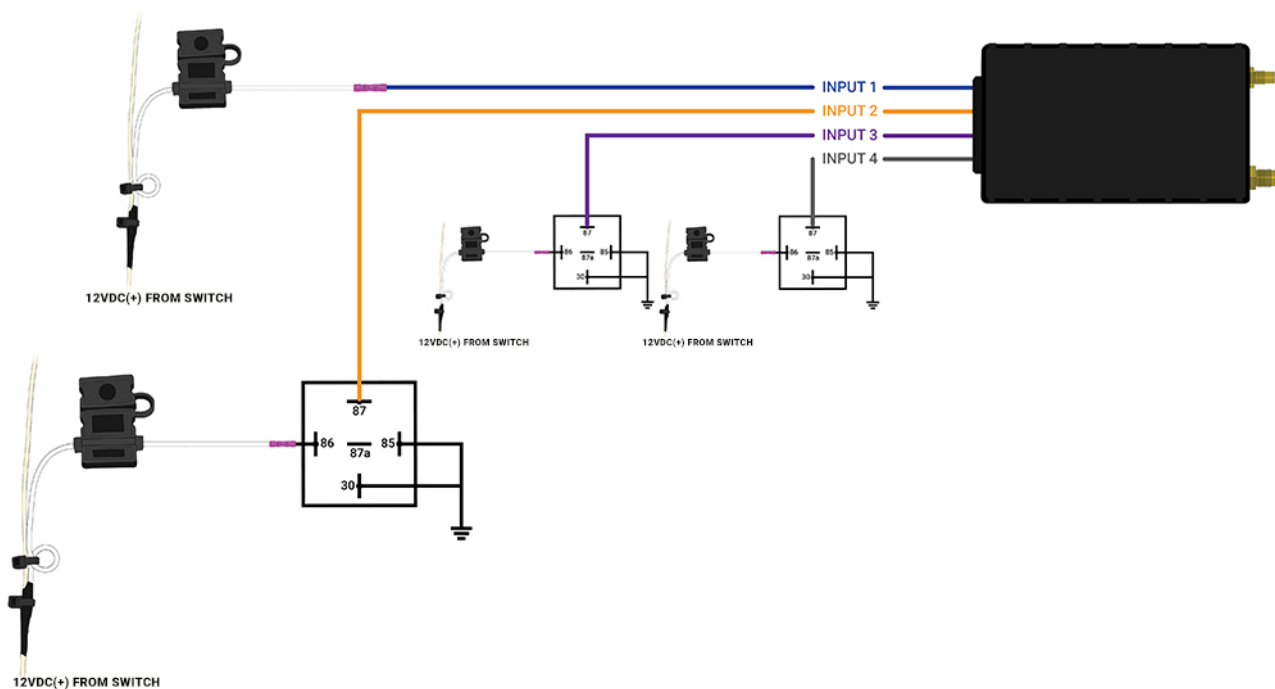 INPUT 1
INPUT 2
INPUT 3
INPUT 4
12VDC(+) FROM SWITCH
87
86
87a
85
30
12VDC(+) FROM SWITCH
87
86
87a
85
30
12VDC(+) FROM SWITCH
87
86
87a
85
30
12VDC(+) FROM SWITCH